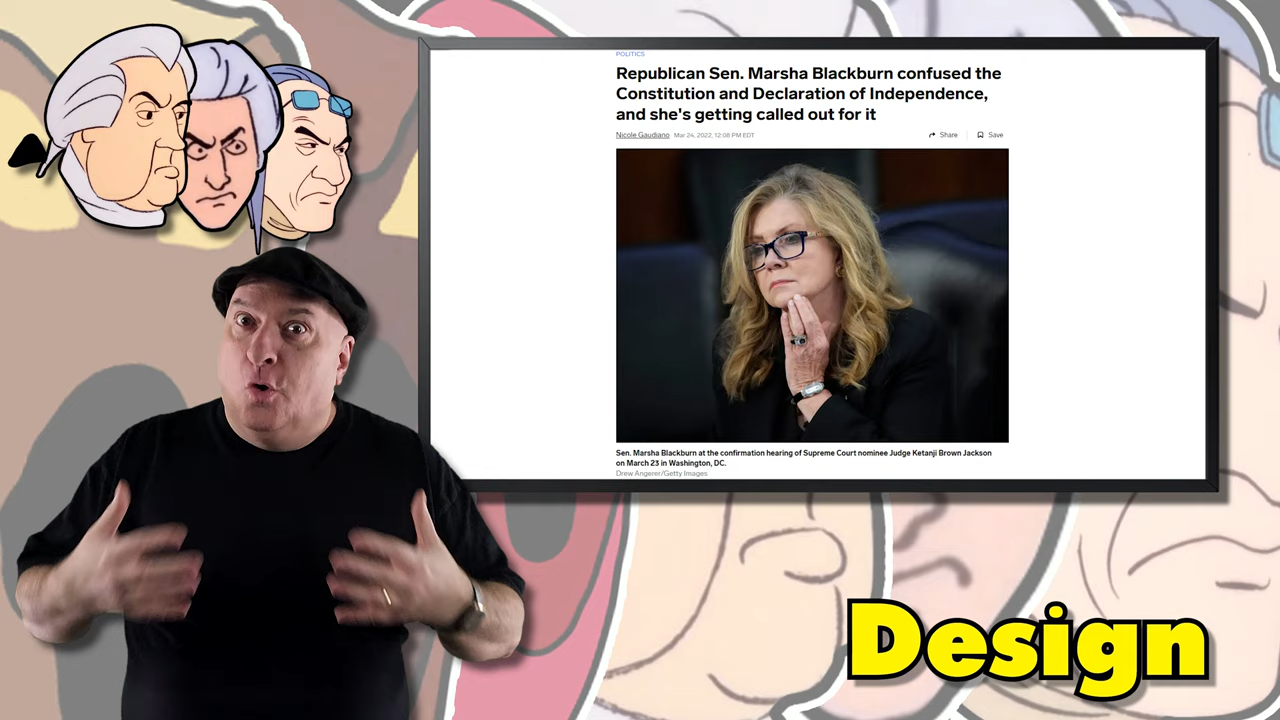 POLITICS
Republican Sen. Marsha Blackburn confused the
Constitution and Declaration of Independence,
and she's getting called out for it
Nicole Gaudiano Mar 24, 2022, 12:08 PM EDT
Share Save
Sen. Marsha Blackburn at the confirmation hearing of Supreme Court nominee Judge Ketanji Brown Jackson
on March 23 in Washington, DC.
Drew Angerer/Getty Images
Design